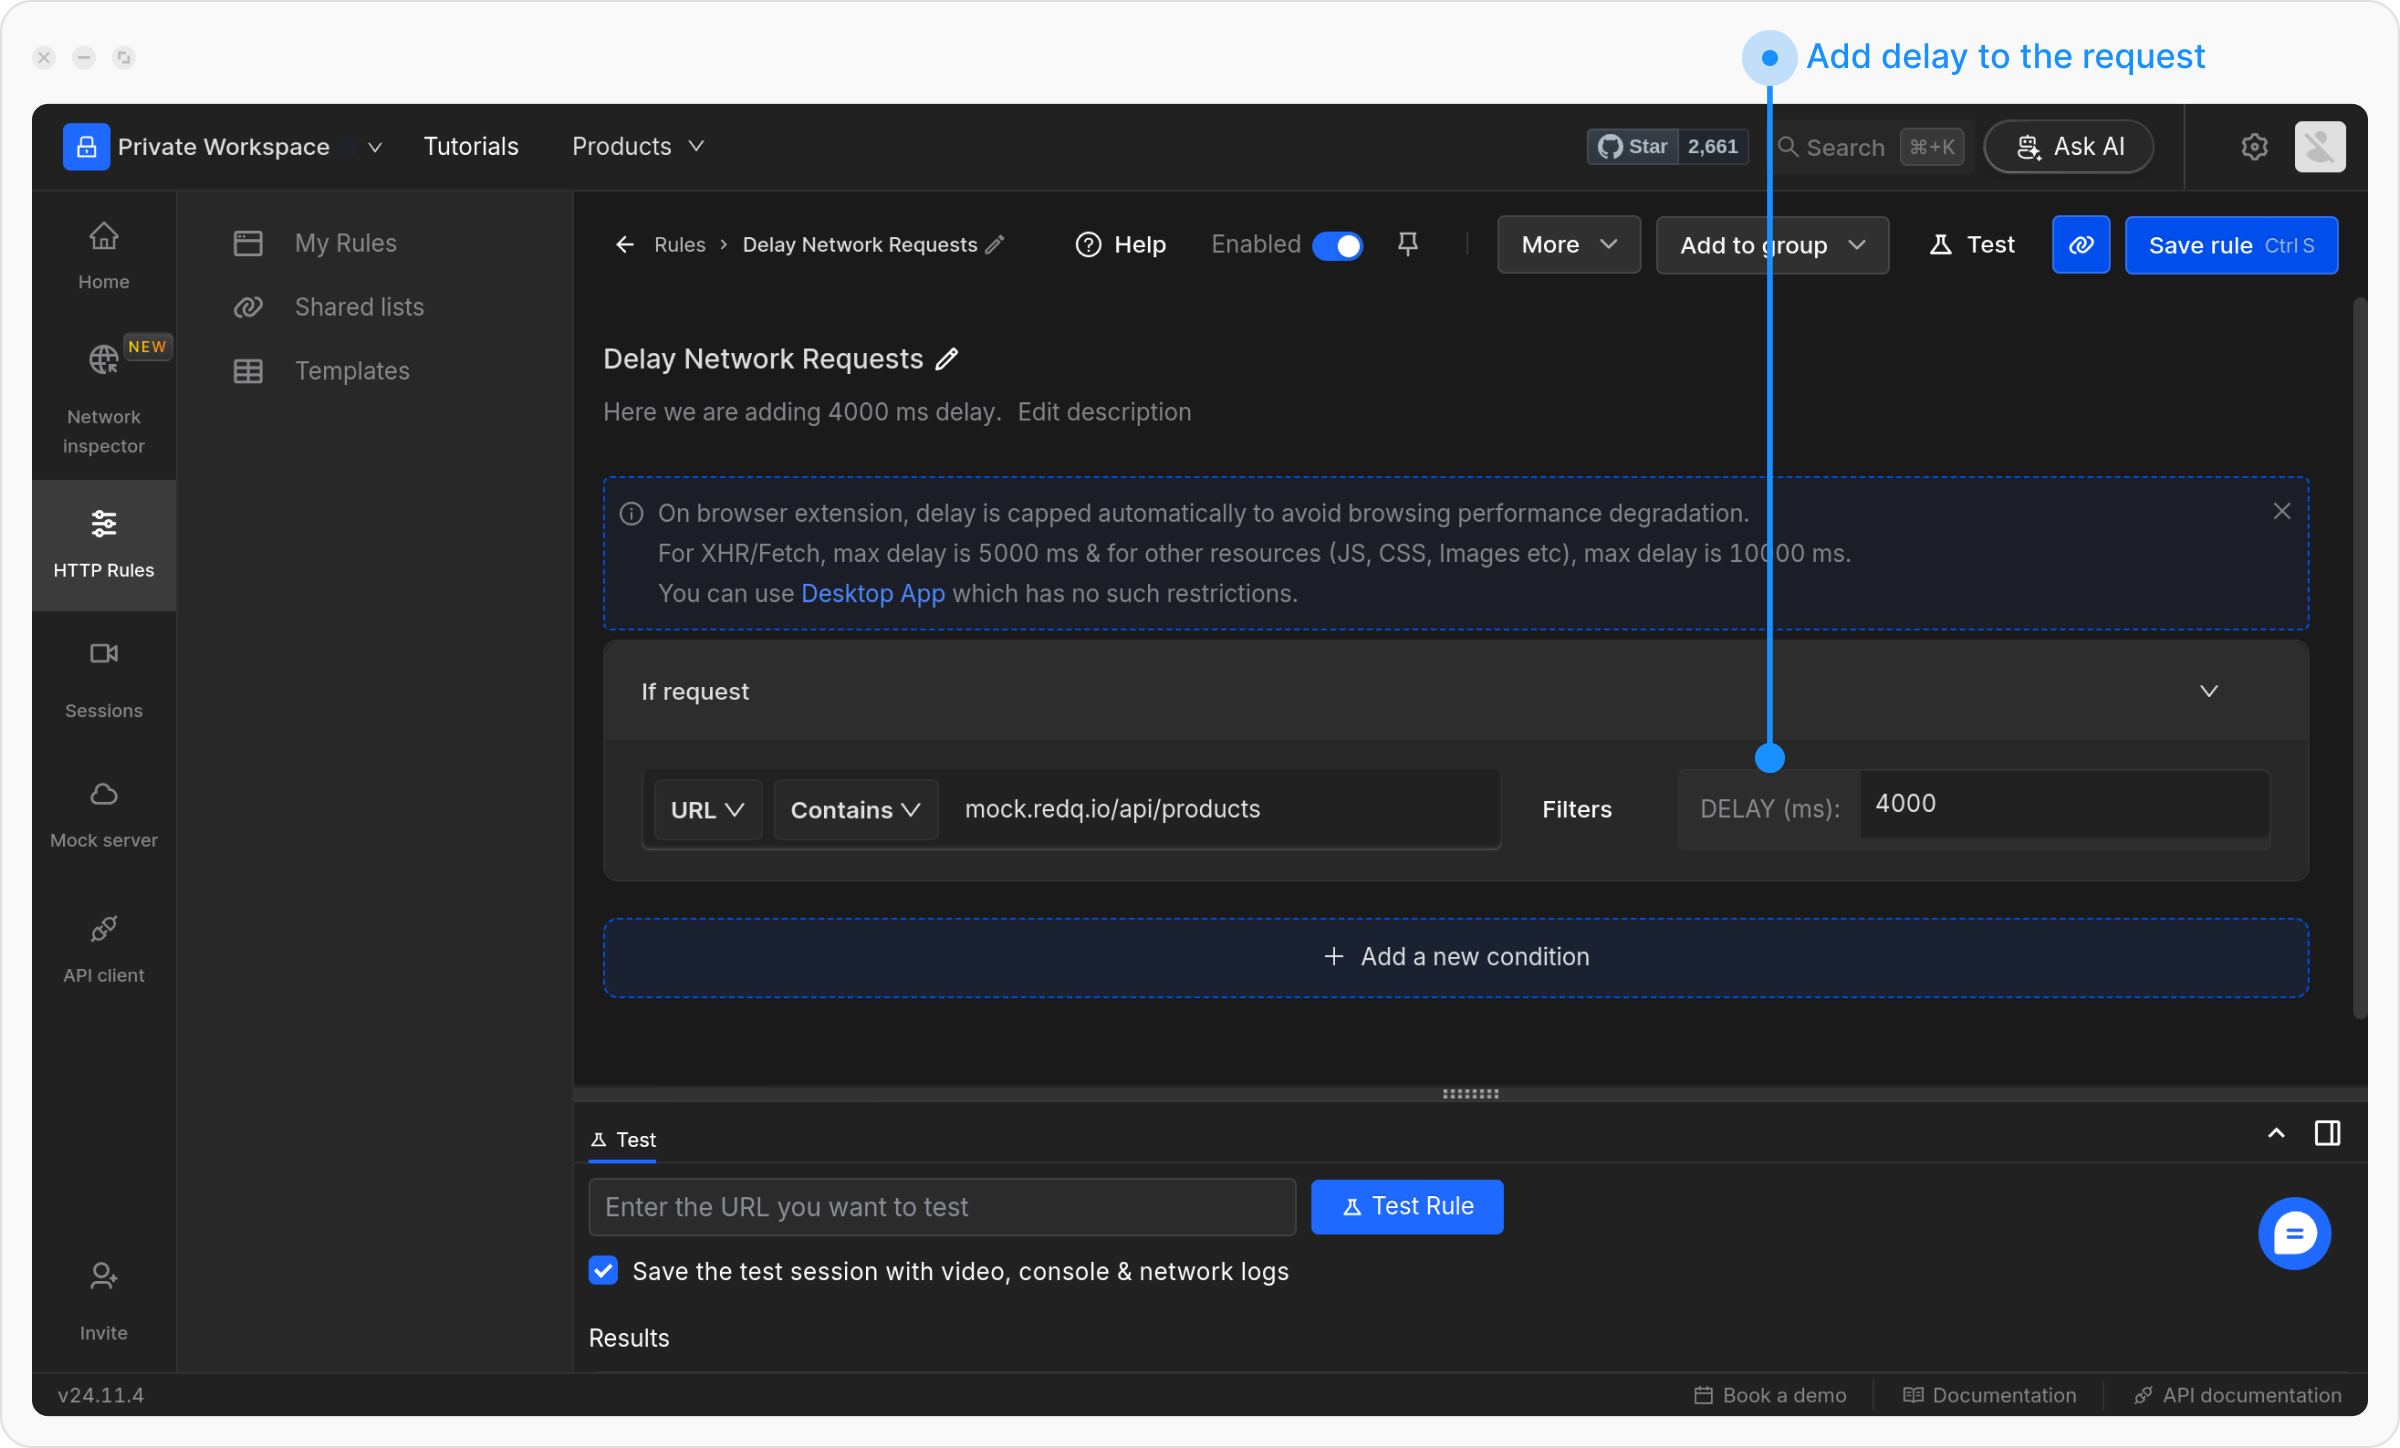 Add delay to the request
Private Workspace
Tutorials
Products
Star 2,661
Search ⌘+K
Ask AI
Home
NEW
Network
inspector
HTTP Rules
Sessions
Mock server
API client
Invite
My Rules
Shared lists
Templates
Rules > Delay Network Requests
Help
Enabled
More
Add to group
Test
Save rule Ctrl S
Delay Network Requests
Here we are adding 4000 ms delay. Edit description
On browser extension, delay is capped automatically to avoid browsing performance degradation.
For XHR/Fetch, max delay is 5000 ms & for other resources (JS, CSS, Images etc), max delay is 10000 ms.
You can use Desktop App which has no such restrictions.
If request
URL
Contains
mock.redq.io/api/products
Filters
DELAY (ms):
4000
+ Add a new condition
Test
Enter the URL you want to test
Test Rule
Save the test session with video, console & network logs
Results
v24.11.4
Book a demo
Documentation
API documentation